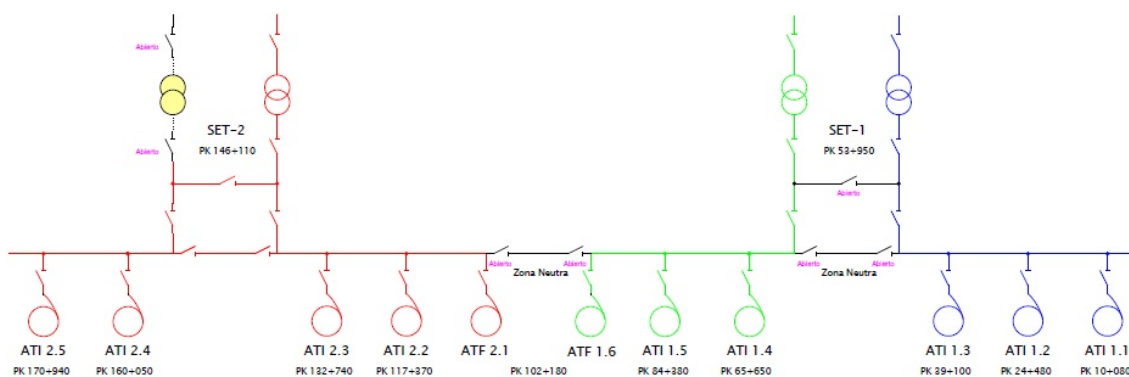 Abierto
SET-2
PK 146+110
Abierto
SET-1
PK 53+950
Abierto
Abierto
Abierto
Zona Neutra
Abierto
Abierto
Zona Neutra
ATI 2.5
ATI 2.4
ATI 2.3
ATI 2.2
ATF 2.1
ATF 1.6
ATI 1.5
ATI 1.4
ATI 1.3
ATI 1.2
ATI 1.1
PK 170+940
PK 160+050
PK 132+740
PK 117+370
PK 102+180
PK 84+380
PK 65+650
PK 39+100
PK 24+480
PK 10+080